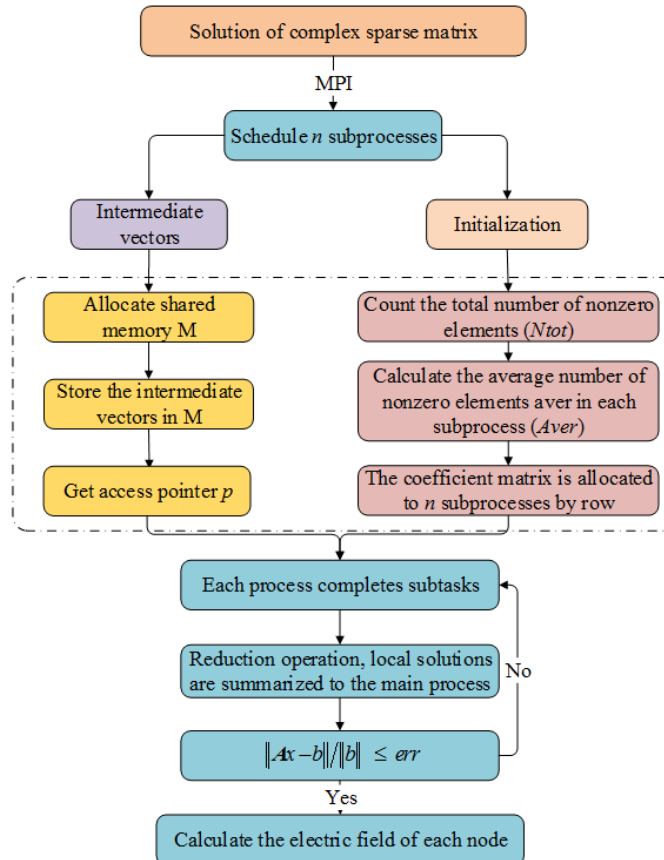 Solution of complex sparse matrix
MPI
Schedule n subprocesses
Intermediate
vectors
Initialization
Allocate shared
memory M
Store the intermediate
vectors in M
Get access pointer p
Count the total number of nonzero
elements (Ntot)
Calculate the average number of
nonzero elements aver in each
subprocess (Aver)
The coefficient matrix is allocated
to n subprocesses by row
Each process completes subtasks
Reduction operation, local solutions
are summarized to the main process
No
‖Ax−b‖/‖b‖ ≤ err
Yes
Calculate the electric field of each node